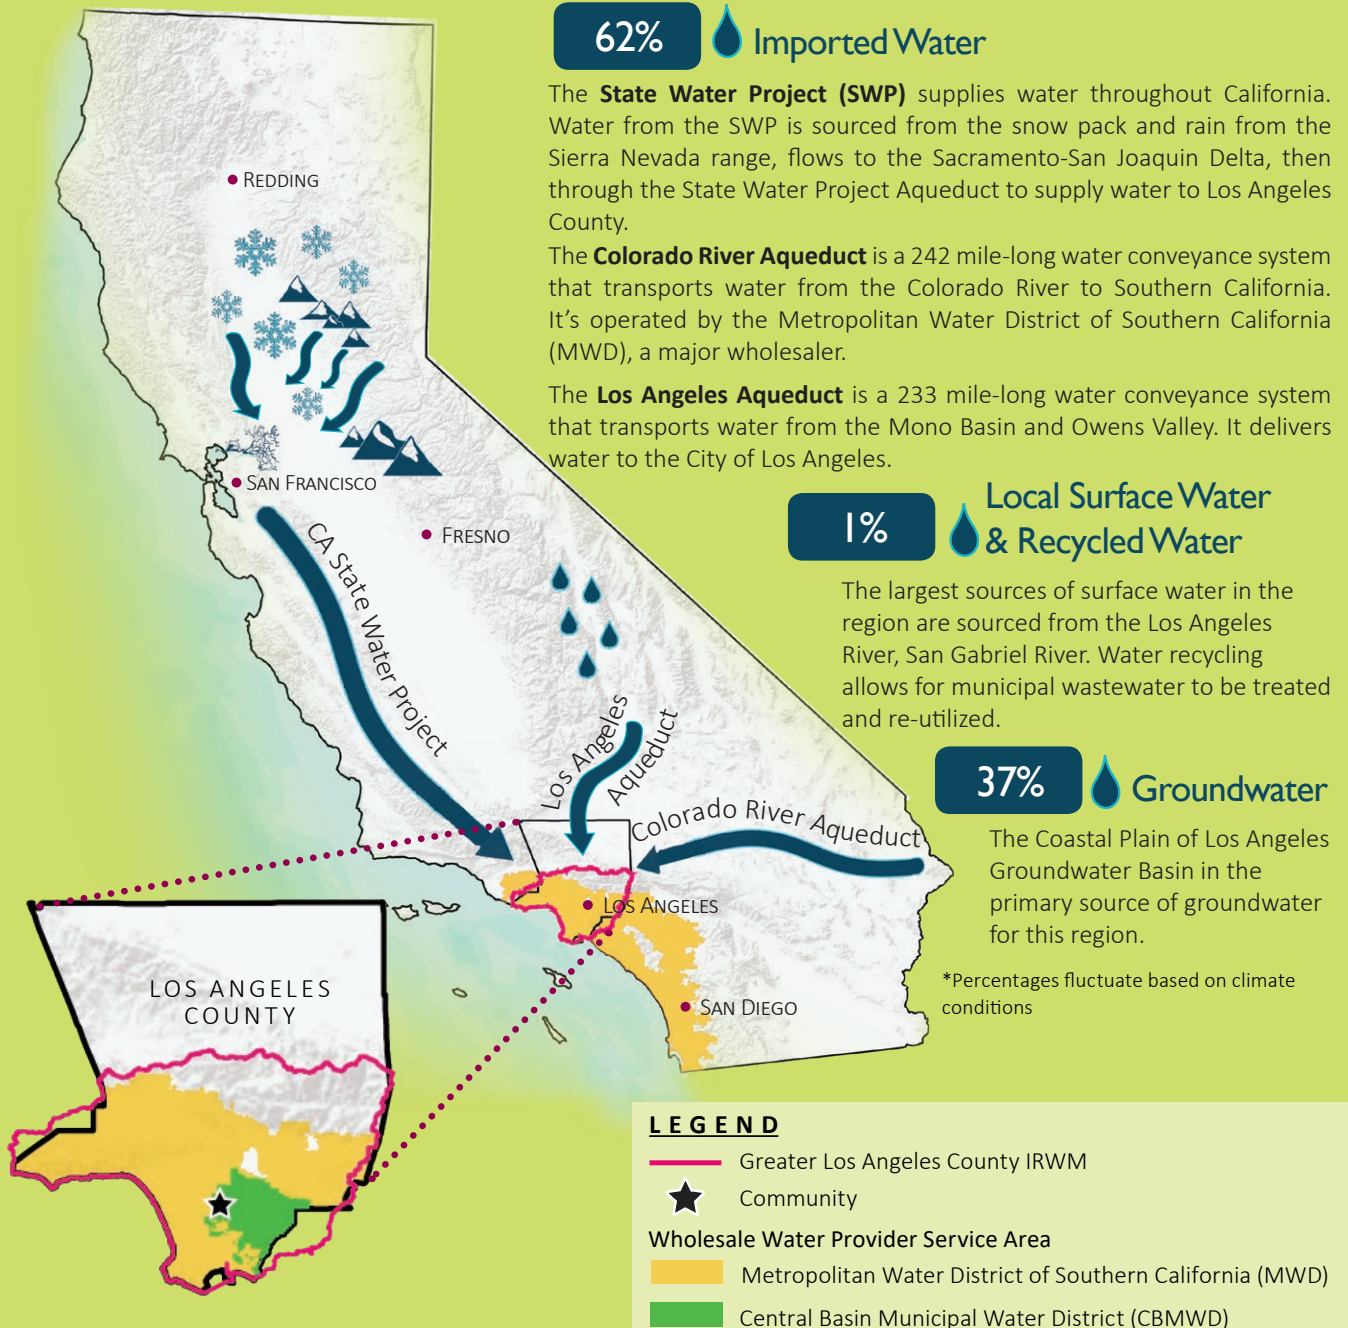 62%
Imported Water
The State Water Project (SWP) supplies water throughout California.
Water from the SWP is sourced from the snow pack and rain from the
Sierra Nevada range, flows to the Sacramento-San Joaquin Delta, then
through the State Water Project Aqueduct to supply water to Los Angeles
County.
The Colorado River Aqueduct is a 242 mile-long water conveyance system
that transports water from the Colorado River to Southern California.
It’s operated by the Metropolitan Water District of Southern California
(MWD), a major wholesaler.
The Los Angeles Aqueduct is a 233 mile-long water conveyance system
that transports water from the Mono Basin and Owens Valley. It delivers
water to the City of Los Angeles.
1%
Local Surface Water
& Recycled Water
The largest sources of surface water in the
region are sourced from the Los Angeles
River, San Gabriel River. Water recycling
allows for municipal wastewater to be treated
and re-utilized.
37%
Groundwater
The Coastal Plain of Los Angeles
Groundwater Basin in the
primary source of groundwater
for this region.
*Percentages fluctuate based on climate
conditions
REDDING
SAN FRANCISCO
FRESNO
CA State Water Project
Los Angeles
Aqueduct
Colorado River Aqueduct
LOS ANGELES
SAN DIEGO
LOS ANGELES
COUNTY
LEGEND
Greater Los Angeles County IRWM
Community
Wholesale Water Provider Service Area
Metropolitan Water District of Southern California (MWD)
Central Basin Municipal Water District (CBMWD)